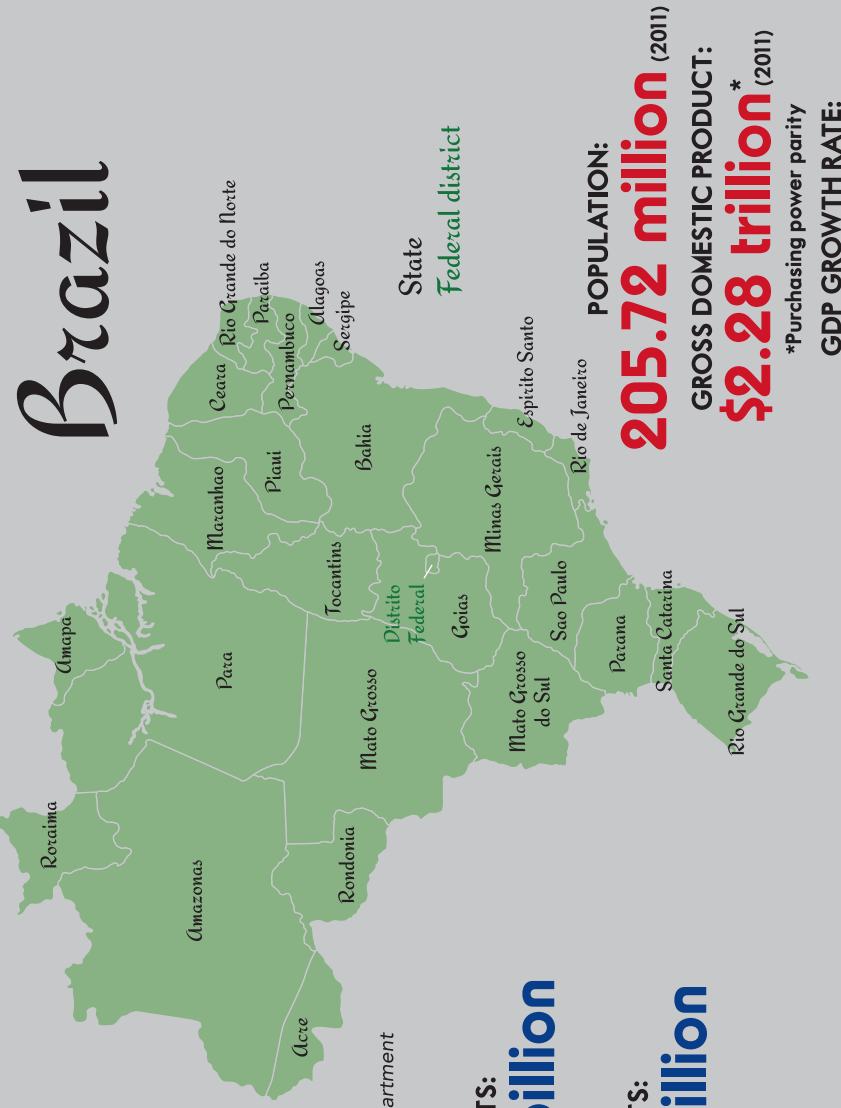 Brazil
Roraima
Amapa
Amazonas
Para
Maranhao
Ceara
Rio Grande do Norte
Paraiba
Piaui
Pernambuco
Alagoas
Sergipe
Acre
Rondonia
Tocantins
Bahia
Mato Grosso
Distrito
Federal
Goias
Minas Gerais
Espirito Santo
Mato Grosso
do Sul
Sao Paulo
Rio de Janeiro
Parana
Santa Catarina
Rio Grande do Sul
State
Federal district
artment
TS:
billion
TS:
illion
POPULATION:
205.72 million (2011)
GROSS DOMESTIC PRODUCT:
$2.28 trillion* (2011)
*Purchasing power parity
GDP GROWTH RATE: